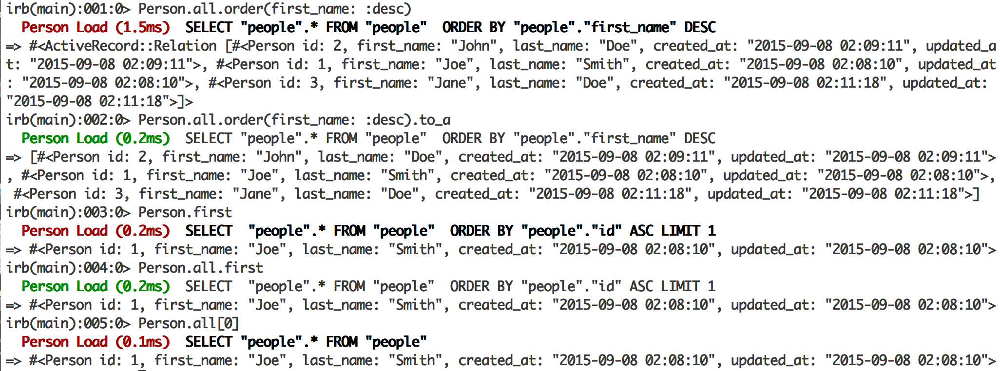 irb(main):001:0> Person.all.order(first_name: :desc)
  Person Load (1.5ms)  SELECT "people".* FROM "people"  ORDER BY "people"."first_name" DESC
=> #<ActiveRecord::Relation [#<Person id: 2, first_name: "John", last_name: "Doe", created_at: "2015-09-08 02:09:11", updated_a
t: "2015-09-08 02:09:11">, #<Person id: 1, first_name: "Joe", last_name: "Smith", created_at: "2015-09-08 02:08:10", updated_at
: "2015-09-08 02:08:10">, #<Person id: 3, first_name: "Jane", last_name: "Doe", created_at: "2015-09-08 02:11:18", updated_at:
"2015-09-08 02:11:18">]>
irb(main):002:0> Person.all.order(first_name: :desc).to_a
  Person Load (0.2ms)  SELECT "people".* FROM "people"  ORDER BY "people"."first_name" DESC
=> [#<Person id: 2, first_name: "John", last_name: "Doe", created_at: "2015-09-08 02:09:11", updated_at: "2015-09-08 02:09:11">
, #<Person id: 1, first_name: "Joe", last_name: "Smith", created_at: "2015-09-08 02:08:10", updated_at: "2015-09-08 02:08:10">,
 #<Person id: 3, first_name: "Jane", last_name: "Doe", created_at: "2015-09-08 02:11:18", updated_at: "2015-09-08 02:11:18">]
irb(main):003:0> Person.first
  Person Load (0.2ms)  SELECT  "people".* FROM "people"  ORDER BY "people"."id" ASC LIMIT 1
=> #<Person id: 1, first_name: "Joe", last_name: "Smith", created_at: "2015-09-08 02:08:10", updated_at: "2015-09-08 02:08:10">
irb(main):004:0> Person.all.first
  Person Load (0.2ms)  SELECT  "people".* FROM "people"  ORDER BY "people"."id" ASC LIMIT 1
=> #<Person id: 1, first_name: "Joe", last_name: "Smith", created_at: "2015-09-08 02:08:10", updated_at: "2015-09-08 02:08:10">
irb(main):005:0> Person.all[0]
  Person Load (0.1ms)  SELECT "people".* FROM "people"
=> #<Person id: 1, first_name: "Joe", last_name: "Smith", created_at: "2015-09-08 02:08:10", updated_at: "2015-09-08 02:08:10">